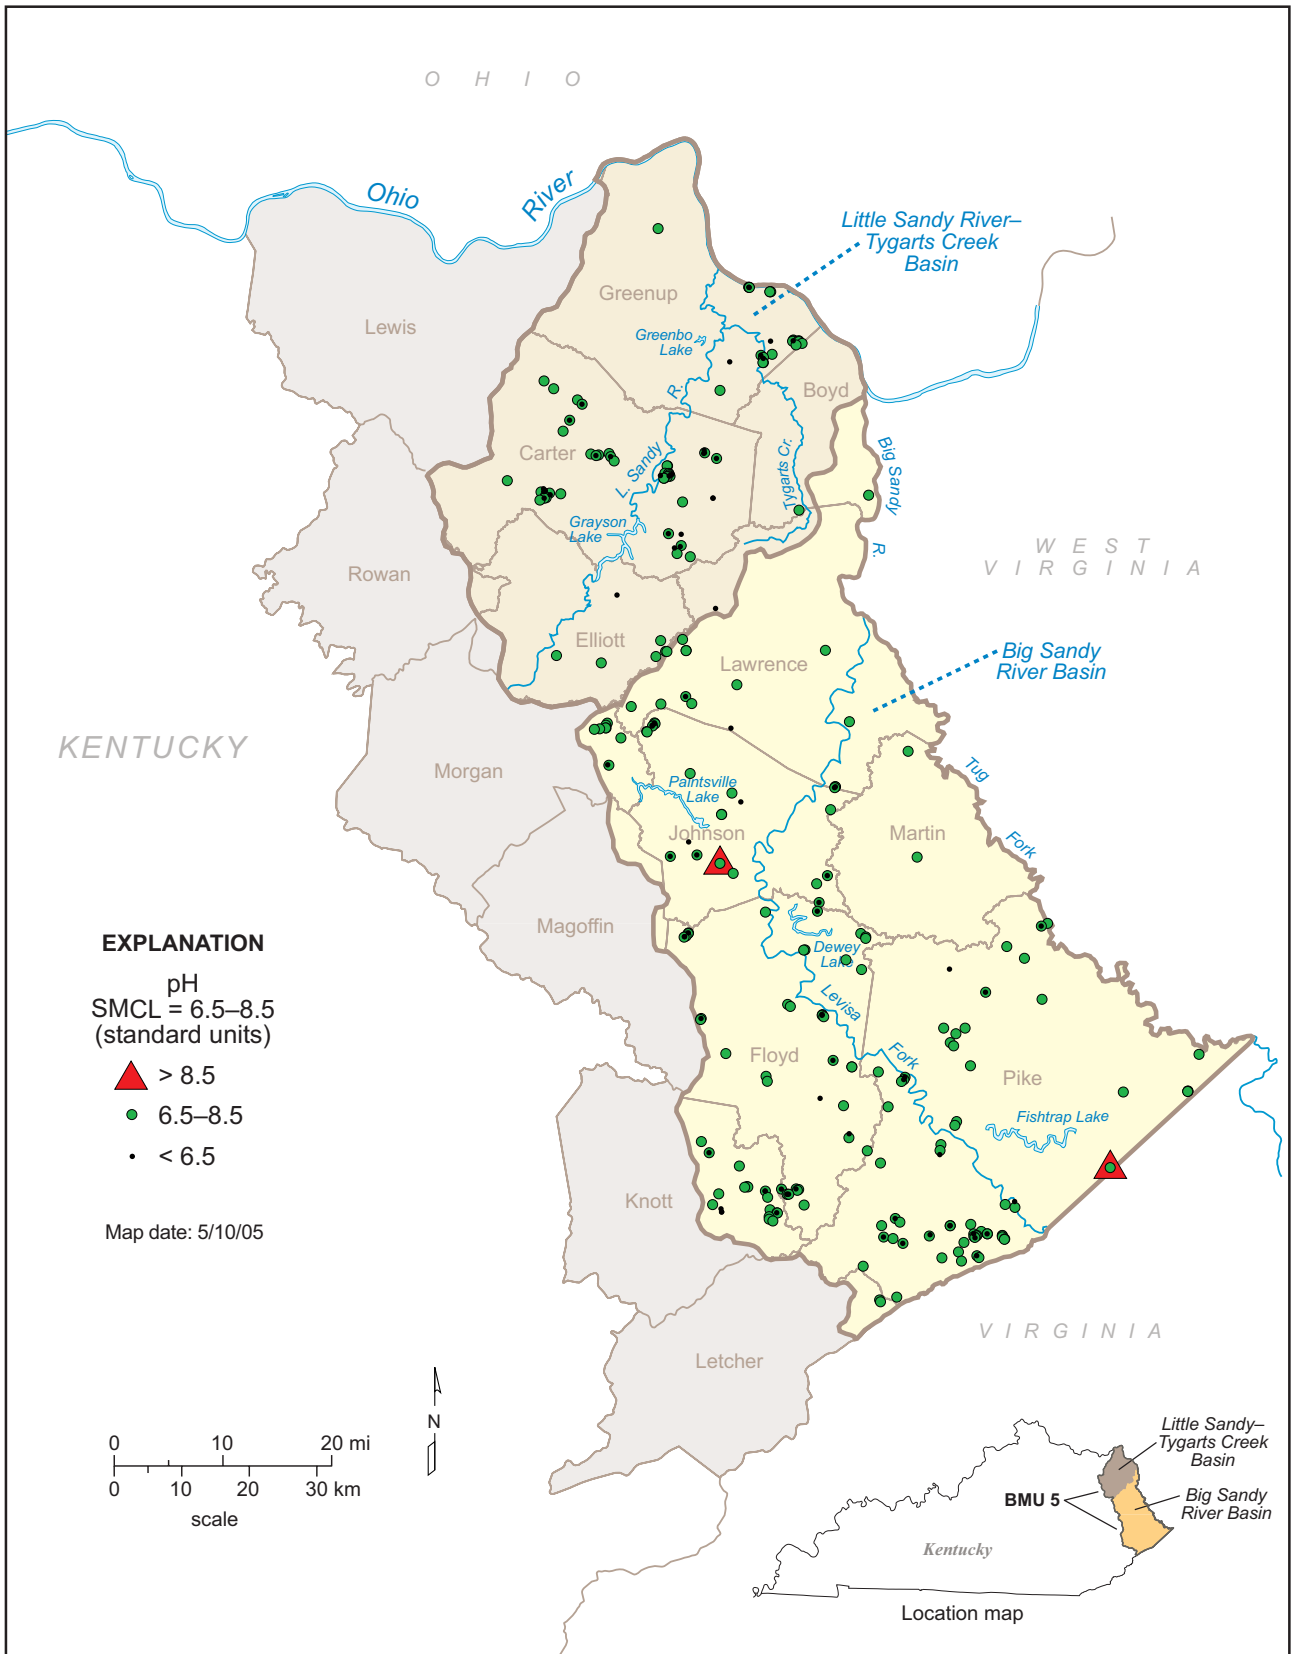 OHIO
Ohio
River
Little Sandy River–
Tygarts Creek
Basin
Greenup
Lewis
Greenbo
Lake
R.
Boyd
Carter
L. Sandy
Tygarts Cr.
Big Sandy
R.
Grayson
Lake
WEST
VIRGINIA
Rowan
Elliott
Lawrence
Big Sandy
River Basin
KENTUCKY
Morgan
Tug
Fork
Paintsville
Lake
Johnson
Martin
Magoffin
Dewey
Lake
Levisa
Fork
Floyd
Pike
Fishtrap Lake
Knott
Letcher
VIRGINIA
EXPLANATION
pH
SMCL = 6.5–8.5
(standard units)
> 8.5
6.5–8.5
< 6.5
Map date: 5/10/05
N
0 10 20 mi
0 10 20 30 km
scale
Little Sandy–
Tygarts Creek
Basin
BMU 5
Big Sandy
River Basin
Kentucky
Location map